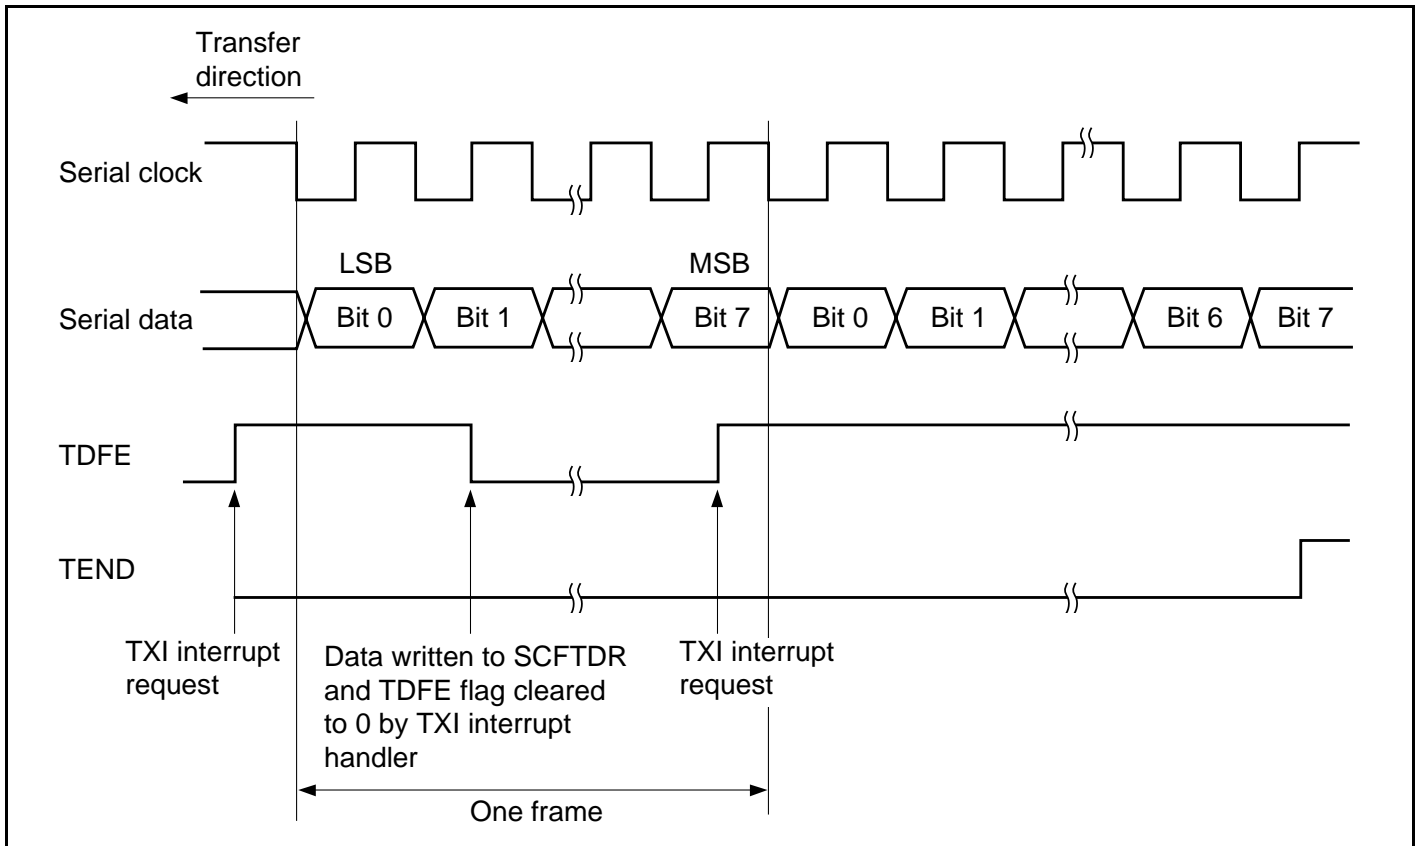 Transfer
direction
Serial clock
LSB
MSB
Serial data
Bit 0
Bit 1
Bit 7
Bit 0
Bit 1
Bit 6
Bit 7
TDFE
TEND
TXI interrupt
request
Data written to SCFTDR
and TDFE flag cleared
to 0 by TXI interrupt
handler
TXI interrupt
request
One frame